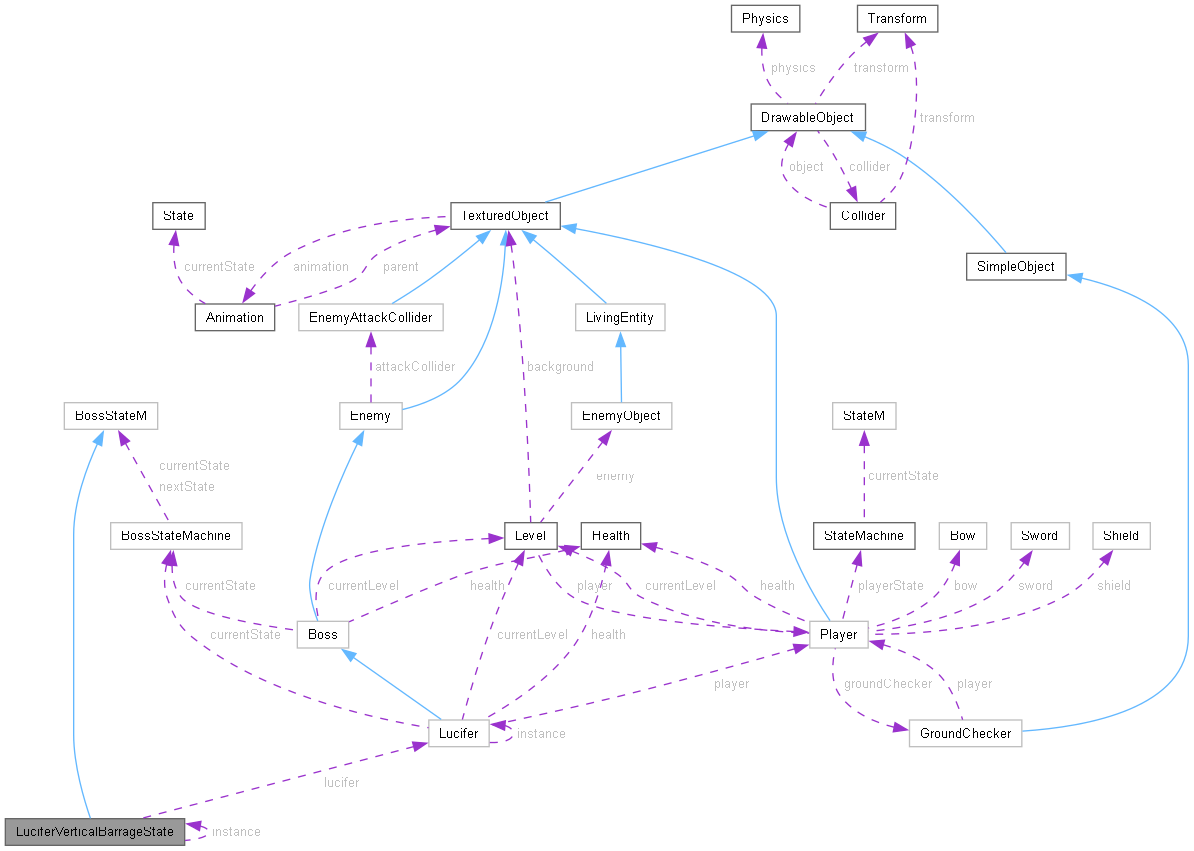 Physics
Transform
physics
transform
DrawableObject
transform
object
collider
State
TexturedObject
Collider
currentState
animation
parent
SimpleObject
Animation
EnemyAttackCollider
LivingEntity
attackCollider
background
BossStateM
Enemy
EnemyObject
StateM
currentState
nextState
enemy
currentState
BossStateMachine
Level
Health
StateMachine
Bow
Sword
Shield
currentState
currentLevel
health
player
currentLevel
health
playerState
bow
sword
shield
currentState
Boss
currentLevel
health
Player
player
groundChecker
player
Lucifer
instance
GroundChecker
lucifer
LuciferVerticalBarrageState
instance